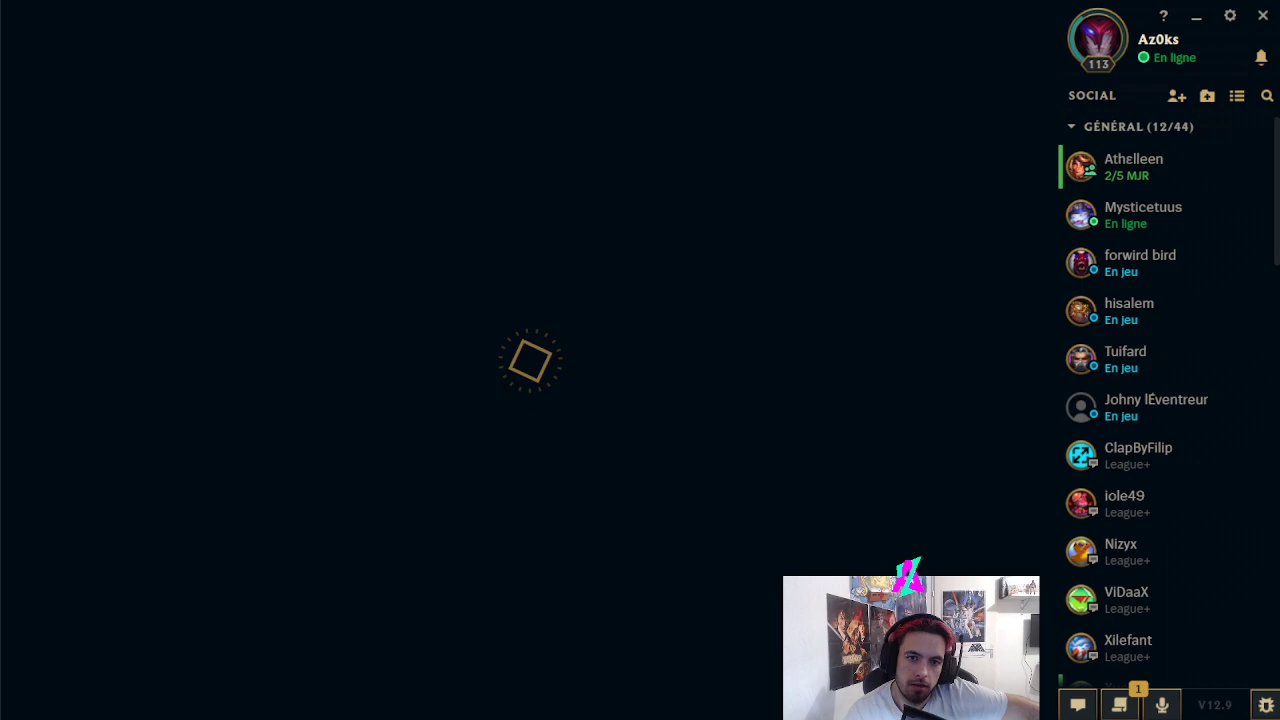 ?
Az0ks
113
En ligne
SOCIAL
GÉNÉRAL (12/44)
Athεlleen
2/5 MJR
Mysticetuus
En ligne
forwird bird
En jeu
hisalem
En jeu
Tuifard
En jeu
Johny lÉventreur
En jeu
ClapByFilip
League+
iole49
League+
Nizyx
League+
ViDaaX
League+
Xilefant
League+
1
V12.9